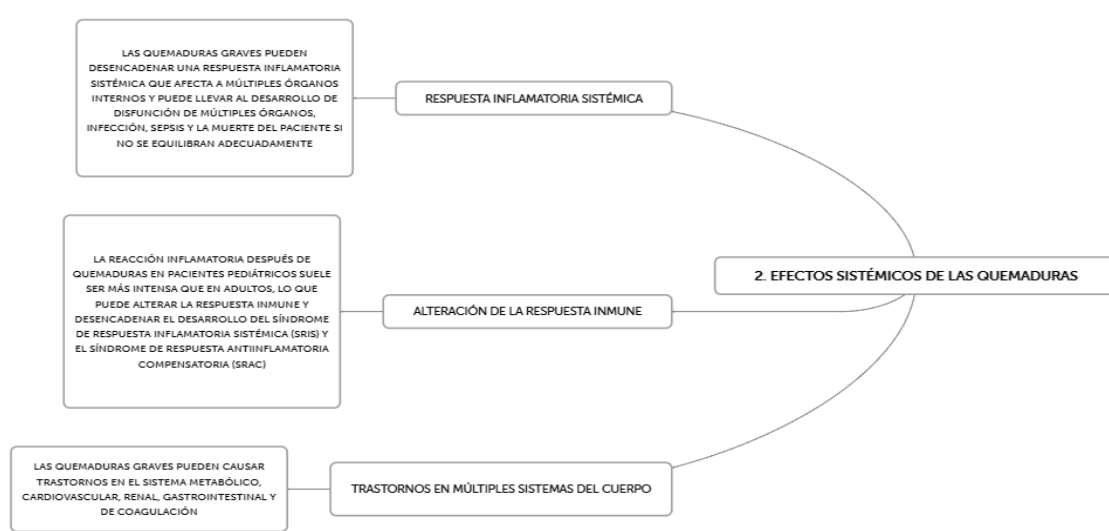 LAS QUEMADURAS GRAVES PUEDEN
DESENCADENAR UNA RESPUESTA INFLAMATORIA
SISTÉMICA QUE AFECTA A MÚLTIPLES ÓRGANOS
INTERNOS Y PUEDE LLEVAR AL DESARROLLO DE
DISFUNCIÓN DE MÚLTIPLES ÓRGANOS,
INFECCIÓN, SEPSIS Y LA MUERTE DEL PACIENTE SI
NO SE EQUILIBRAN ADECUADAMENTE
RESPUESTA INFLAMATORIA SISTÉMICA
LA REACCIÓN INFLAMATORIA DESPUÉS DE
QUEMADURAS EN PACIENTES PEDIÁTRICOS SUELE
SER MÁS INTENSA QUE EN ADULTOS, LO QUE
PUEDE ALTERAR LA RESPUESTA INMUNE Y
DESENCADENAR EL DESARROLLO DEL SÍNDROME
DE RESPUESTA INFLAMATORIA SISTÉMICA (SRIS) Y
EL SÍNDROME DE RESPUESTA ANTIINFLAMATORIA
COMPENSATORIA (SRAC)
ALTERACIÓN DE LA RESPUESTA INMUNE
2. EFECTOS SISTÉMICOS DE LAS QUEMADURAS
LAS QUEMADURAS GRAVES PUEDEN CAUSAR
TRASTORNOS EN EL SISTEMA METABÓLICO,
CARDIOVASCULAR, RENAL, GASTROINTESTINAL Y
DE COAGULACIÓN
TRASTORNOS EN MÚLTIPLES SISTEMAS DEL CUERPO